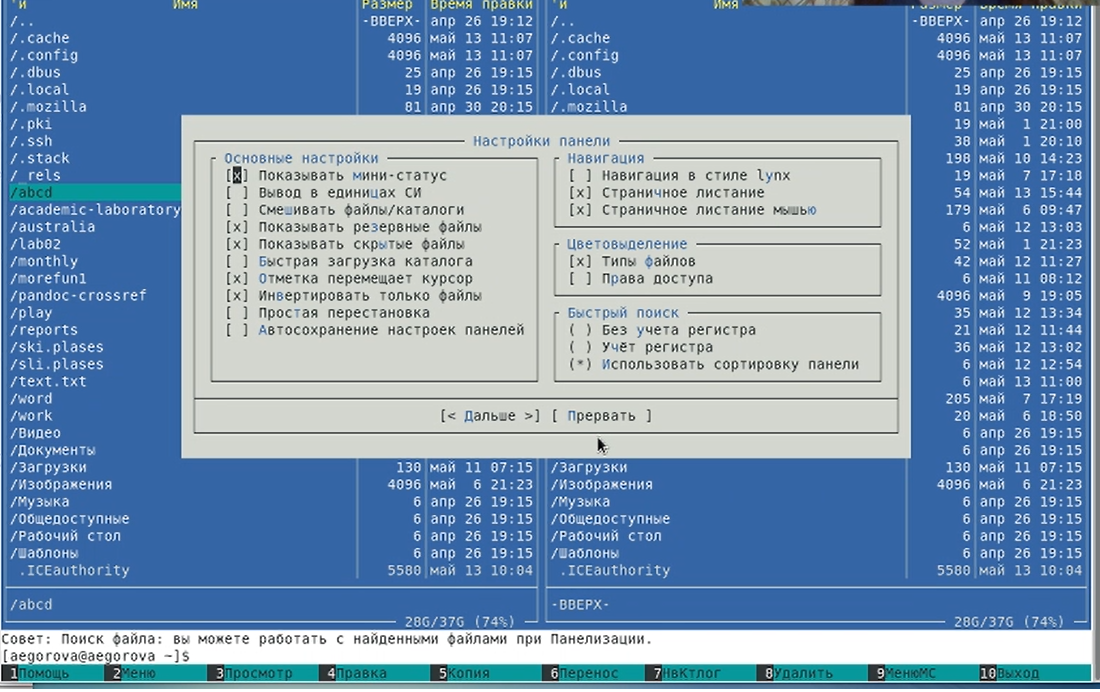 'и Имя Размер Время правки 'и Имя Размер Время правки
/.. -ВВЕРХ- апр 26 19:12 /.. -ВВЕРХ- апр 26 19:12
/.cache 4096 май 13 11:07 /.cache 4096 май 13 11:07
/.config 4096 май 13 11:07 /.config 4096 май 13 11:07
/.dbus 25 апр 26 19:15 /.dbus 25 апр 26 19:15
/.local 19 апр 26 19:15 /.local 19 апр 26 19:15
/.mozilla 81 апр 30 20:15 /.mozilla 81 апр 30 20:15
/.pki 19 май 1 21:00
/.ssh Настройки панели 38 май 1 20:10
/.stack Основные настройки Навигация 198 май 10 14:23
/_rels [x] Показывать мини-статус [ ] Навигация в стиле lynx 19 май 7 17:18
/abcd [ ] Вывод в единицах СИ [x] Страничное листание 54 май 13 15:44
/academic-laboratory [ ] Смешивать файлы/каталоги [x] Страничное листание мышью 179 май 6 09:47
/australia [x] Показывать резервные файлы 6 май 12 13:03
/lab02 [x] Показывать скрытые файлы Цветовыделение 52 май 1 21:23
/monthly [ ] Быстрая загрузка каталога [x] Типы файлов 42 май 12 11:27
/morefun1 [x] Отметка перемещает курсор [ ] Права доступа 6 май 11 08:12
/pandoc-crossref [x] Инвертировать только файлы 4096 май 9 19:05
/play [ ] Простая перестановка Быстрый поиск 35 май 12 13:34
/reports [ ] Автосохранение настроек панелей ( ) Без учета регистра 21 май 12 11:44
/ski.plases ( ) Учёт регистра 36 май 12 13:02
/sli.plases (*) Использовать сортировку панели 6 май 12 12:54
/text.txt 6 май 13 11:00
/word 205 май 7 17:19
/work [< Дальше >] [ Прервать ] 20 май 6 18:50
/Видео 6 апр 26 19:15
/Документы 6 апр 26 19:15
/Загрузки 130 май 11 07:15 /Загрузки 130 май 11 07:15
/Изображения 4096 май 6 21:23 /Изображения 4096 май 6 21:23
/Музыка 6 апр 26 19:15 /Музыка 6 апр 26 19:15
/Общедоступные 6 апр 26 19:15 /Общедоступные 6 апр 26 19:15
/Рабочий стол 6 апр 26 19:15 /Рабочий стол 6 апр 26 19:15
/Шаблоны 6 апр 26 19:15 /Шаблоны 6 апр 26 19:15
.ICEauthority 5580 май 13 10:04 .ICEauthority 5580 май 13 10:04
/abcd -ВВЕРХ-
28G/37G (74%) 28G/37G (74%)
Совет: Поиск файла: вы можете работать с найденными файлами при Панелизации.
[aegorova@aegorova ~]$
1Помощь 2Меню 3Просмотр 4Правка 5Копия 6Перенос 7НвКтлог 8Удалить 9МенюМС 10Выход